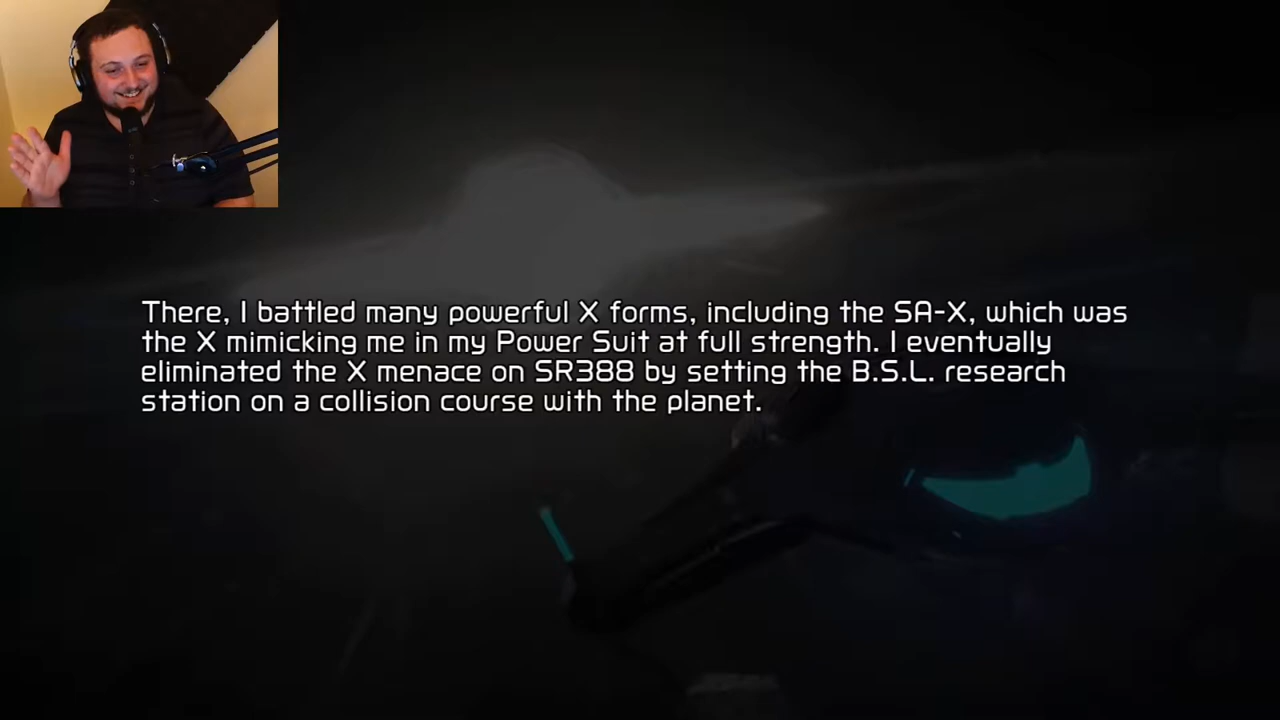 There, I battled many powerful X forms, including the SA-X, which was
the X mimicking me in my Power Suit at full strength. I eventually
eliminated the X menace on SR388 by setting the B.S.L. research
station on a collision course with the planet.